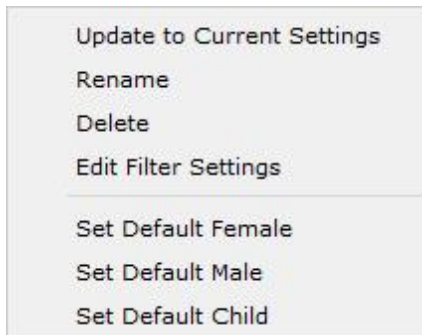 Update to Current Settings
Rename
Delete
Edit Filter Settings
Set Default Female
Set Default Male
Set Default Child